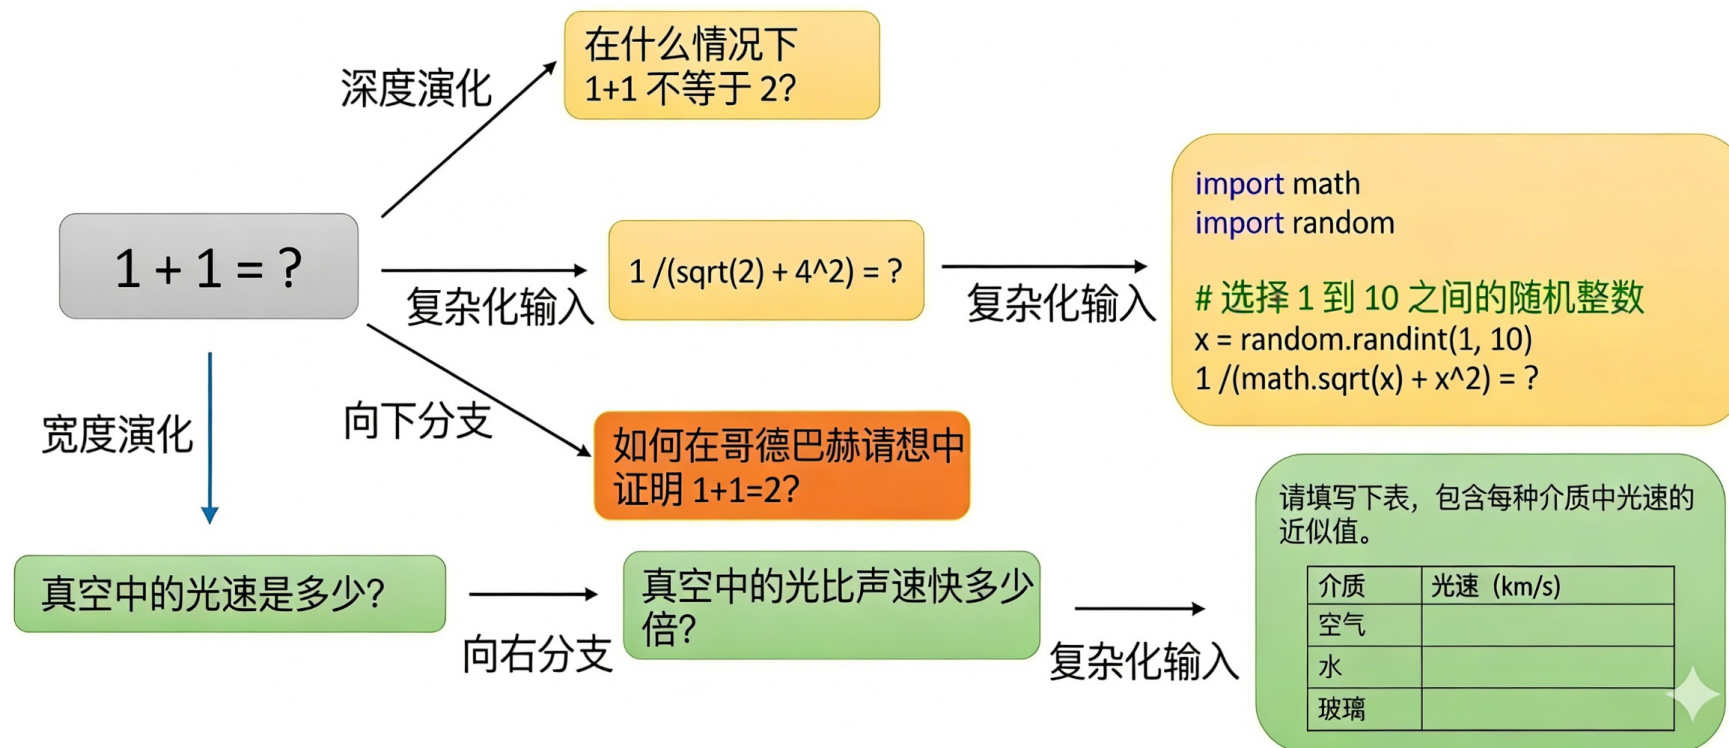 在什么情况下
1+1 不等于 2?
深度演化
1 + 1 = ?
复杂化输入
1 /(sqrt(2) + 4^2) = ?
复杂化输入
import math
import random
# 选择 1 到 10 之间的随机整数
x = random.randint(1, 10)
1 /(math.sqrt(x) + x^2) = ?
宽度演化
向下分支
如何在哥德巴赫请想中
证明 1+1=2?
真空中的光速是多少?
向右分支
真空中的光比声速快多少
倍?
复杂化输入
请填写下表，包含每种介质中光速的
近似值。
介质 光速 (km/s)
空气
水
玻璃